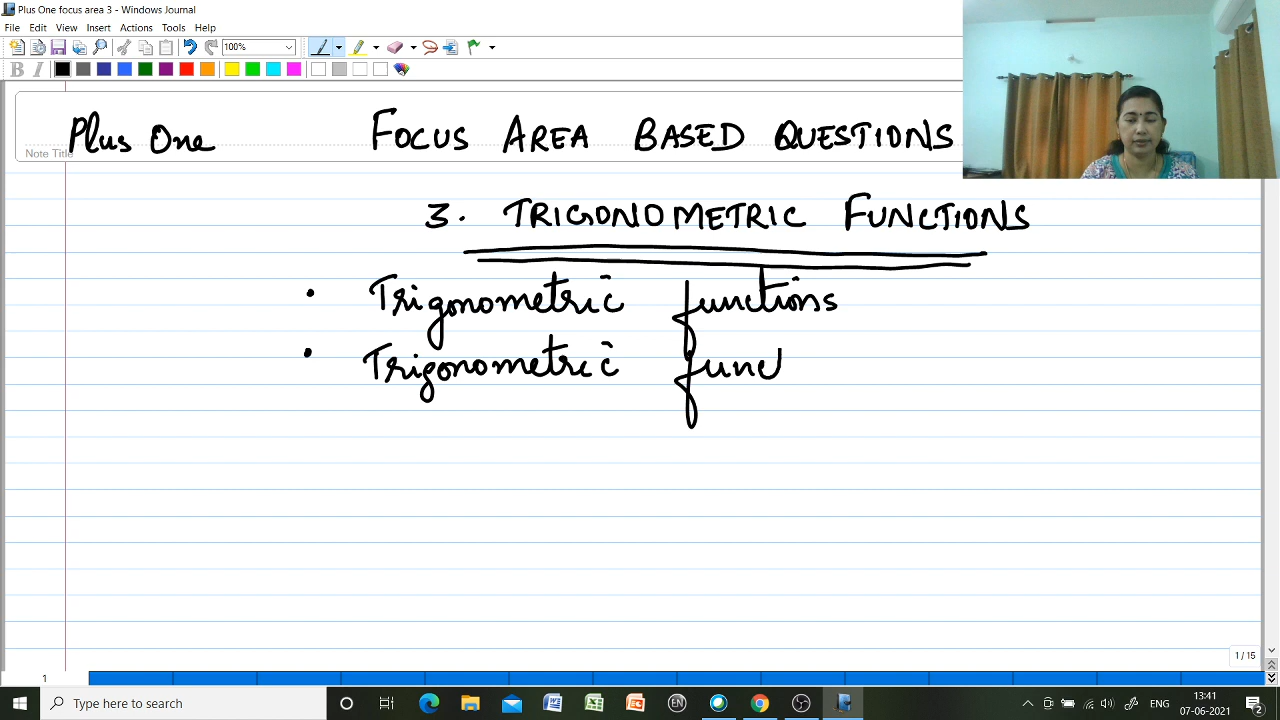 Plus One focus area 3 - Windows Journal
File Edit View Insert Actions Tools Help
100%
B I
Plus One FOCUS AREA BASED QUESTIONS
Note Title
3. TRIGONOMETRIC FUNCTIONS
• Trigonometric functions
• Trigonometric func
1 / 15
1
Type here to search
EN
ENG
13:41
07-06-2021
2